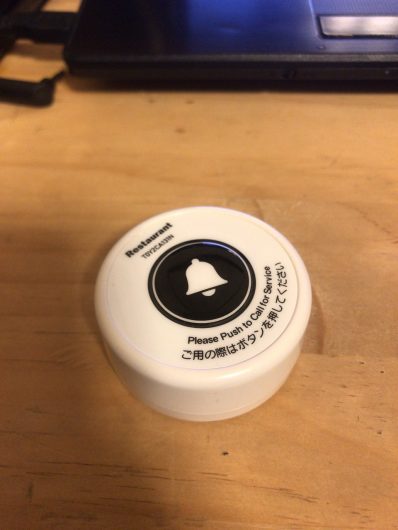 Restaurant
TOY2CA13IN
Please Push to Call for Service
ご用の際はボタンを押してください